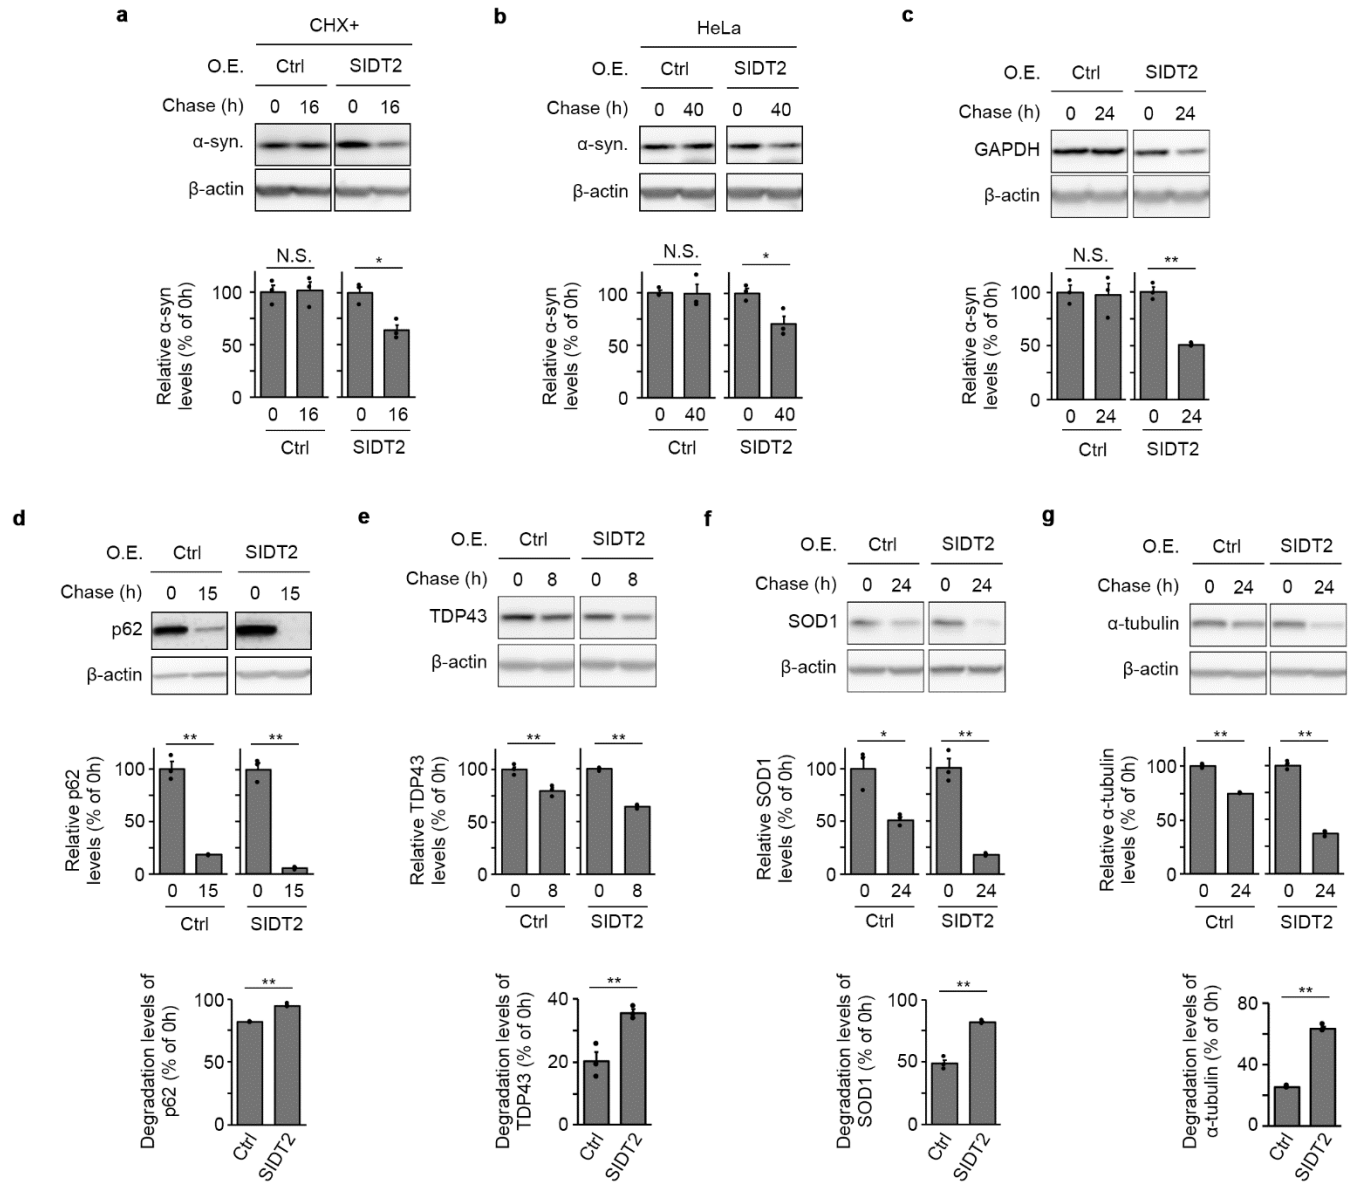 a
CHX+
O.E. Ctrl SIDT2
Chase (h) 0 16 0 16
α-syn.
β-actin
N.S. *
Relative α-syn
levels (% of 0h)
100
50
0
0 16 0 16
Ctrl SIDT2
b
HeLa
O.E. Ctrl SIDT2
Chase (h) 0 40 0 40
α-syn.
β-actin
N.S. *
Relative α-syn
levels (% of 0h)
100
50
0
0 40 0 40
Ctrl SIDT2
c
O.E. Ctrl SIDT2
Chase (h) 0 24 0 24
GAPDH
β-actin
N.S. **
Relative α-syn
levels (% of 0h)
100
50
0
0 24 0 24
Ctrl SIDT2
d
O.E. Ctrl SIDT2
Chase (h) 0 15 0 15
p62
β-actin
** **
Relative p62
levels (% of 0h)
100
50
0
0 15 0 15
Ctrl SIDT2
**
Degradation levels of
p62 (% of 0h)
100
50
0
Ctrl SIDT2
e
O.E. Ctrl SIDT2
Chase (h) 0 8 0 8
TDP43
β-actin
** **
Relative TDP43
levels (% of 0h)
100
50
0
0 8 0 8
Ctrl SIDT2
**
Degradation levels of
TDP43 (% of 0h)
40
20
0
Ctrl SIDT2
f
O.E. Ctrl SIDT2
Chase (h) 0 24 0 24
SOD1
β-actin
* **
Relative SOD1
levels (% of 0h)
100
50
0
0 24 0 24
Ctrl SIDT2
**
Degradation levels of
SOD1 (% of 0h)
100
50
0
Ctrl SIDT2
g
O.E. Ctrl SIDT2
Chase (h) 0 24 0 24
α-tubulin
β-actin
** **
Relative α-tubulin
levels (% of 0h)
100
50
0
0 24 0 24
Ctrl SIDT2
**
Degradation levels of
α-tubulin (% of 0h)
80
40
0
Ctrl SIDT2